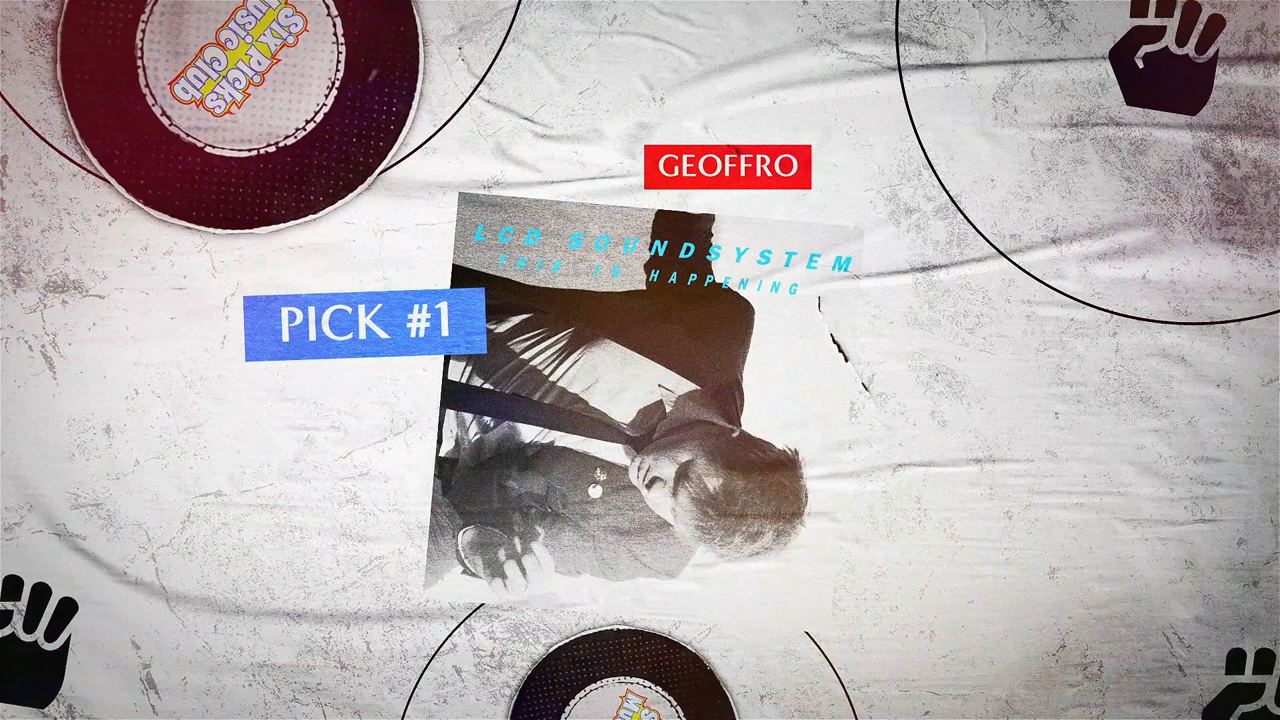 Six Picks
Music Club
GEOFFRO
LCD SOUNDSYSTEM
THIS IS HAPPENING
PICK #1